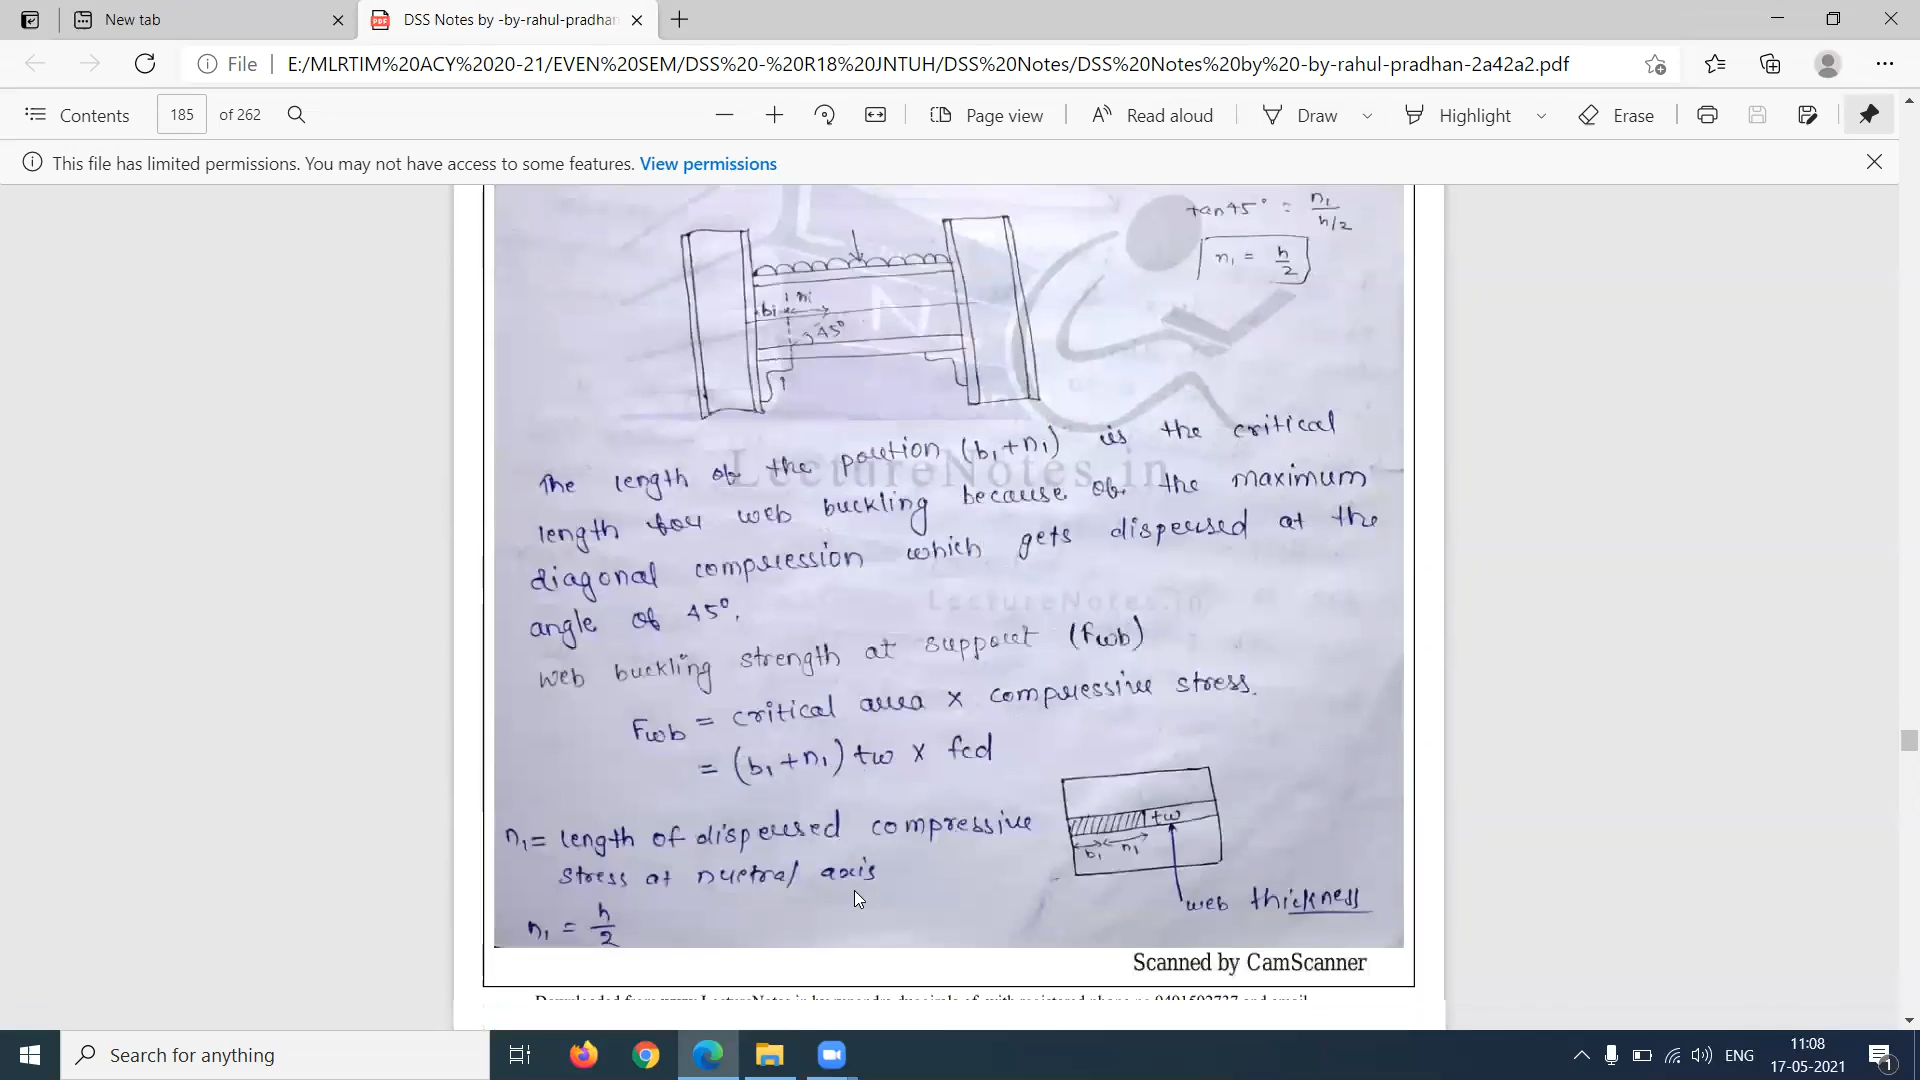 New tab
DSS Notes by -by-rahul-pradhan
File
E:/MLRTIM%20ACY%2020-21/EVEN%20SEM/DSS%20-%20R18%20JNTUH/DSS%20Notes/DSS%20Notes%20by%20-by-rahul-pradhan-2a42a2.pdf
Contents 185 of 262 Page view Read aloud Draw Highlight Erase
This file has limited permissions. You may not have access to some features. View permissions
tan45° = n₁/h/2
n₁ = h/2
b₁ n₁
45°
The length of the portion (b₁+n₁) is the critical
length for web buckling because of the maximum
diagonal compression which gets dispersed at the
angle of 45°.
LectureNotes.in
LectureNotes.in
web buckling strength at support (Fwb)
Fwb = critical area x compressive stress.
= (b₁+n₁) tw x fcd
n₁ = length of dispersed compressive
stress at nuetral axis
n₁ = h/2
tw
b₁ n₁
web thickness
Scanned by CamScanner
Search for anything
ENG
11:08
17-05-2021
1